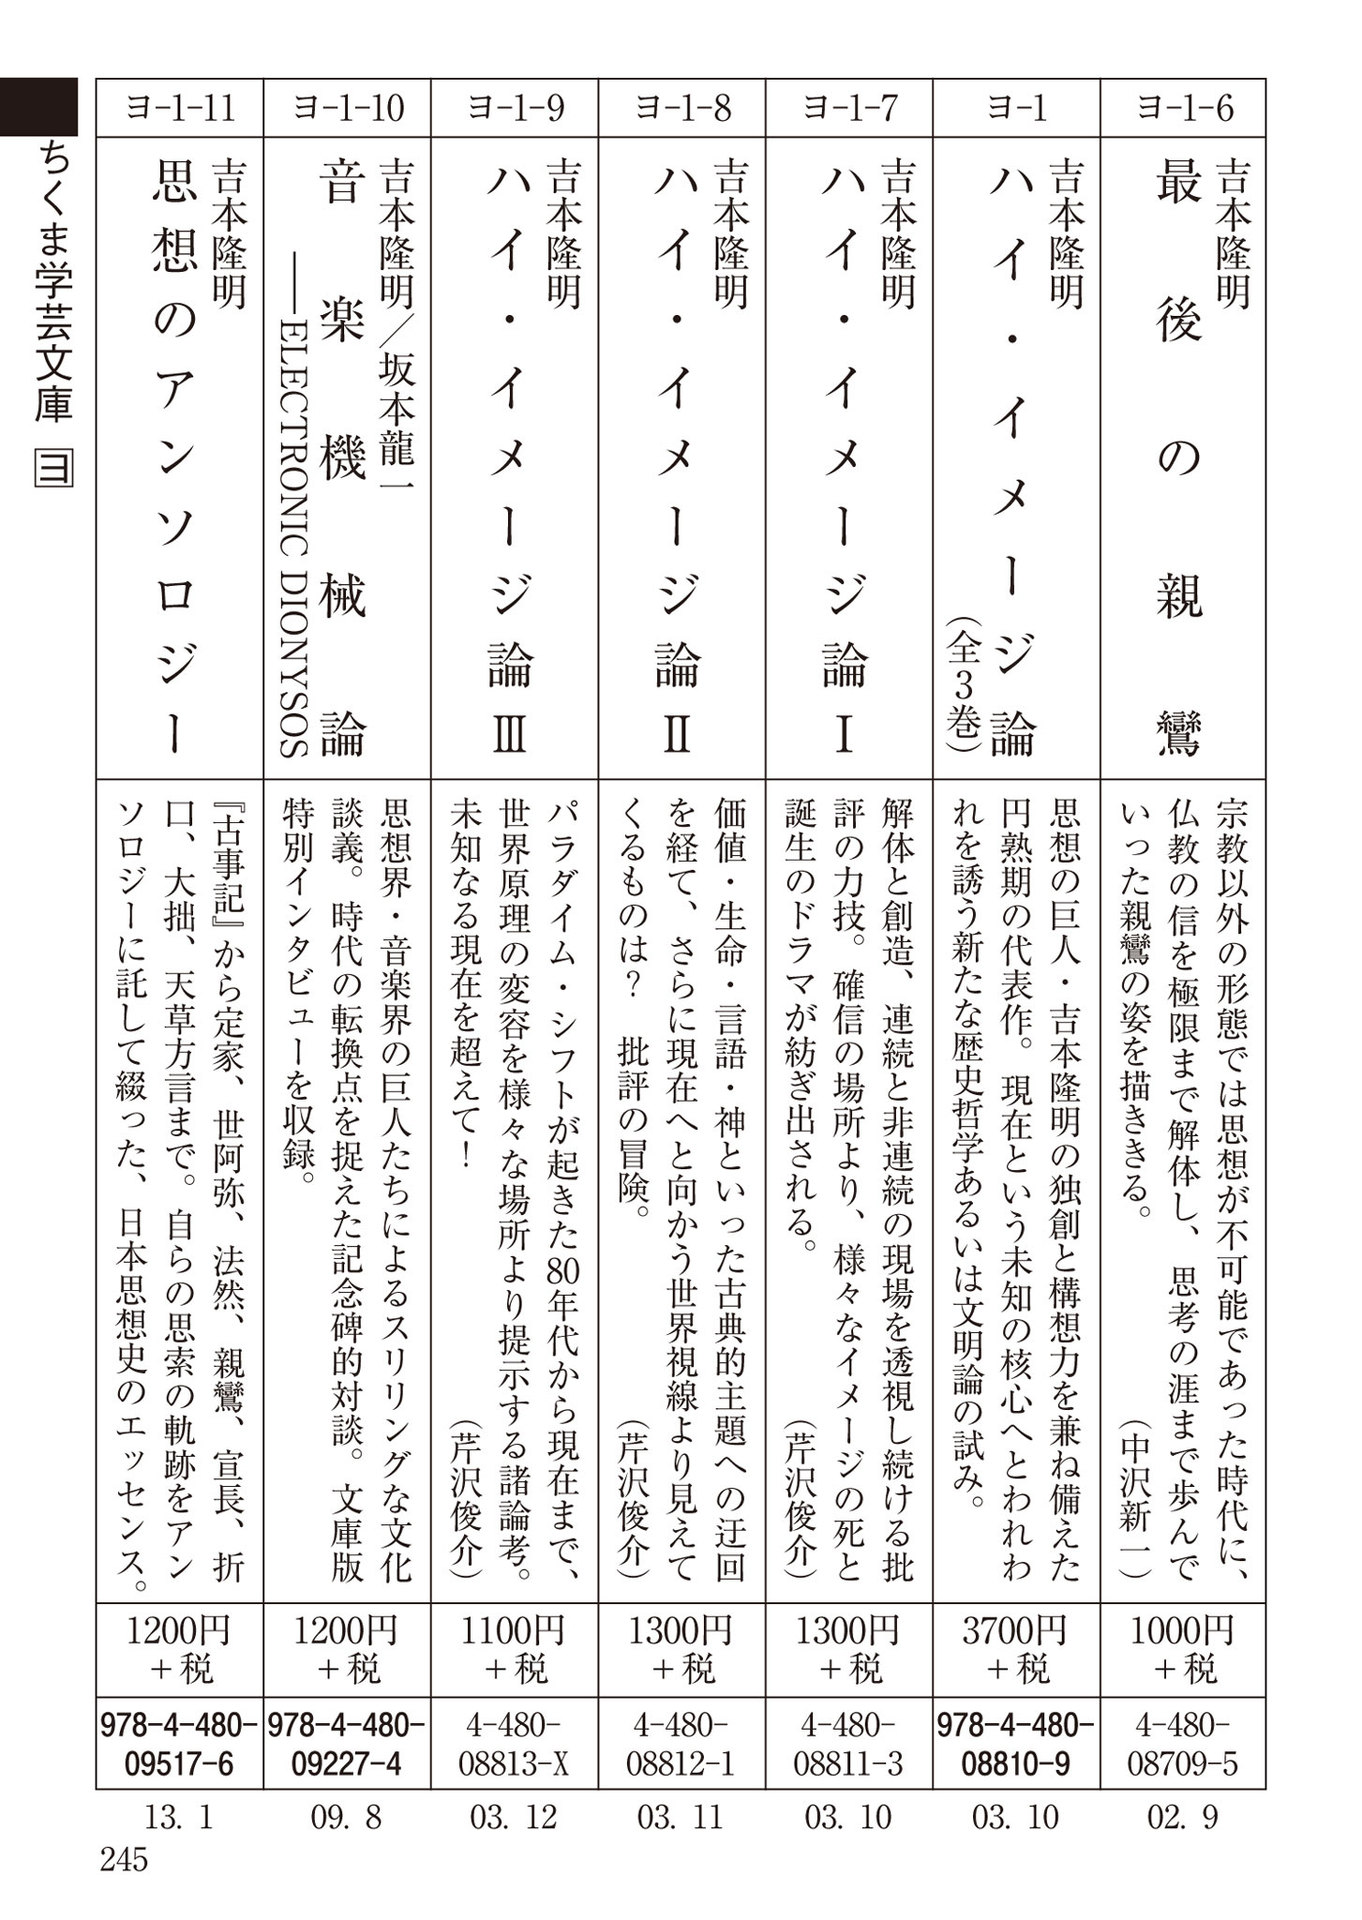 ちくま学芸文庫 ヨ
ヨ-1-6
吉本隆明
最後の親鸞
宗教以外の形態では思想が不可能であった時代に、
仏教の信を極限まで解体し、思考の涯まで歩んで
いった親鸞の姿を描ききる。
(中沢新一)
1000円
+税
4-480-
08709-5
02. 9
ヨ-1
吉本隆明
ハイ・イメージ論
(全3巻)
思想の巨人・吉本隆明の独創と構想力を兼ね備えた
円熟期の代表作。現在という未知の核心へとわれわ
れを誘う新たな歴史哲学あるいは文明論の試み。
3700円
+税
978-4-480-
08810-9
03. 10
ヨ-1-7
吉本隆明
ハイ・イメージ論Ⅰ
解体と創造、連続と非連続の現場を透視し続ける批
評の力技。確信の場所より、様々なイメージの死と
誕生のドラマが紡ぎ出される。
(芹沢俊介)
1300円
+税
4-480-
08811-3
03. 10
ヨ-1-8
吉本隆明
ハイ・イメージ論Ⅱ
価値・生命・言語・神といった古典的主題への迂回
を経て、さらに現在へと向かう世界視線より見えて
くるものは? 批評の冒険。
(芹沢俊介)
1300円
+税
4-480-
08812-1
03. 11
ヨ-1-9
吉本隆明
ハイ・イメージ論Ⅲ
パラダイム・シフトが起きた80年代から現在まで、
世界原理の変容を様々な場所より提示する諸論考。
未知なる現在を超えて!
(芹沢俊介)
1100円
+税
4-480-
08813-X
03. 12
ヨ-1-10
吉本隆明/坂本龍一
音楽機械論
――ELECTRONIC DIONYSOS
思想界・音楽界の巨人たちによるスリリングな文化
談義。時代の転換点を捉えた記念碑的対談。文庫版
特別インタビューを収録。
1200円
+税
978-4-480-
09227-4
09. 8
ヨ-1-11
吉本隆明
思想のアンソロジー
『古事記』から定家、世阿弥、法然、親鸞、宣長、折
口、大拙、天草方言まで。自らの思索の軌跡をアン
ソロジーに託して綴った、日本思想史のエッセンス。
1200円
+税
978-4-480-
09517-6
13. 1
245